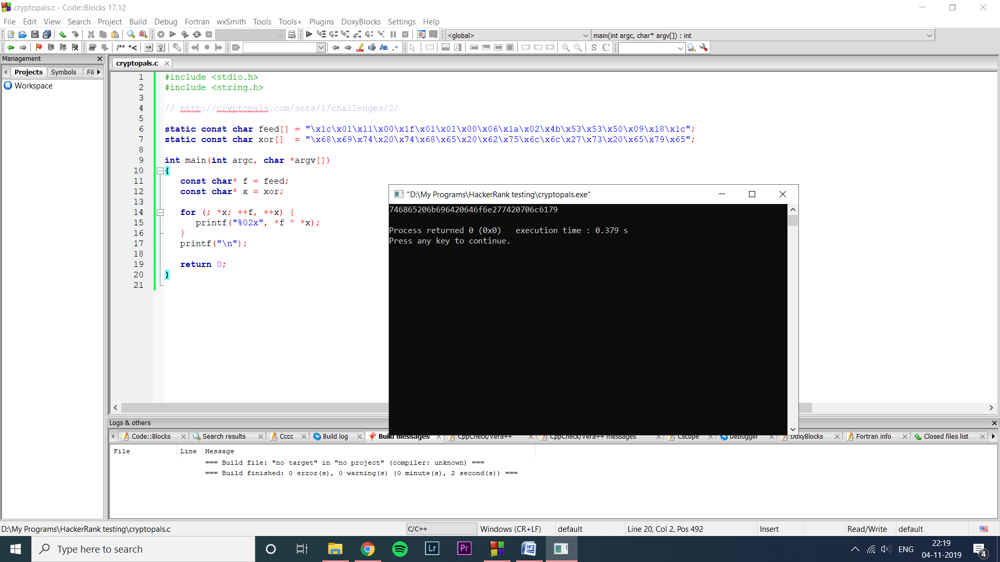 cryptopals.c - Code::Blocks 17.12
File Edit View Search Project Build Debug Fortran wxSmith Tools Tools+ Plugins DoxyBlocks Settings Help
<global> main(int argc, char* argv[]) : int
/** *< Aa .* S C
Management
Projects Symbols Fil
Workspace
cryptopals.c
1 #include <stdio.h>
2 #include <string.h>
3
4 // http://cryptopals.com/sets/1/challenges/2/
5
6 static const char feed[] = "\x1c\x01\x11\x00\x1f\x01\x01\x00\x06\x1a\x02\x4b\x53\x53\x50\x09\x18\x1c";
7 static const char xor[]  = "\x68\x69\x74\x20\x74\x68\x65\x20\x62\x75\x6c\x6c\x27\x73\x20\x65\x79\x65";
8
9 int main(int argc, char *argv[])
10 {
11    const char* f = feed;
12    const char* x = xor;
13
14    for (; *x; ++f, ++x) {
15       printf("%02x", *f ^ *x);
16    }
17    printf("\n");
18
19    return 0;
20 }
21
"D:\My Programs\HackerRank testing\cryptopals.exe"
746865206b696420646f6e277420706c6179
Process returned 0 (0x0)   execution time : 0.379 s
Press any key to continue.
Logs & others
Code::Blocks Search results Cccc Build log Build messages CppCheck/Vera++ CppCheck/Vera++ messages Cscope Debugger DoxyBlocks Fortran info Closed files list
File Line Message
=== Build file: "no target" in "no project" (compiler: unknown) ===
=== Build finished: 0 error(s), 0 warning(s) (0 minute(s), 2 second(s)) ===
D:\My Programs\HackerRank testing\cryptopals.c C/C++ Windows (CR+LF) default Line 20, Col 2, Pos 492 Insert Read/Write default
Type here to search Lr Pr ENG 22:19
04-11-2019 4